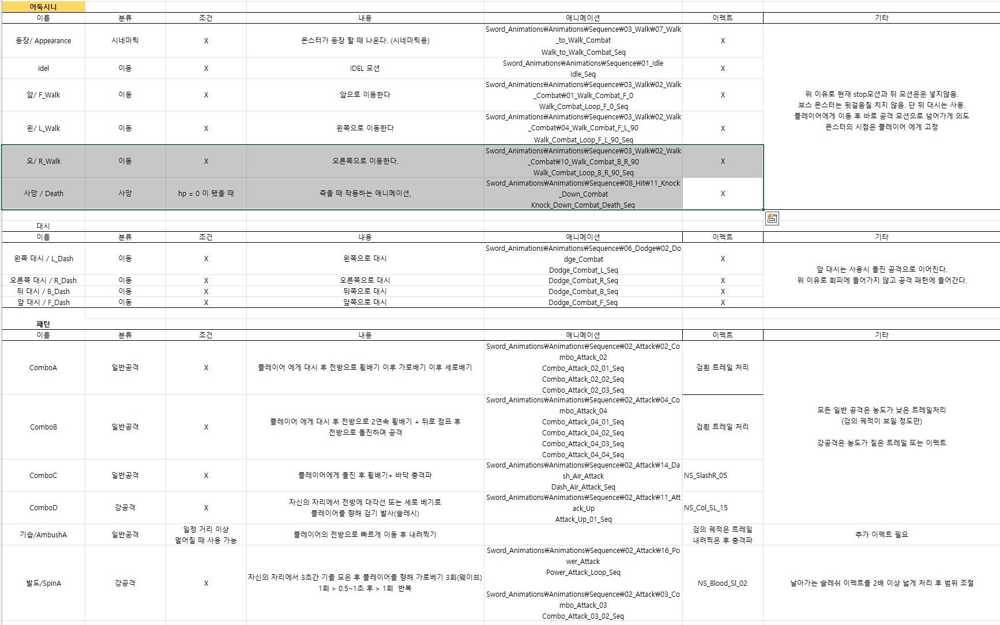 어둑시니
이름 분류 조건 내용 애니메이션 이펙트 기타
등장/ Appearance 시네마틱 X 몬스터가 등장 할 때 나온다. (시네마틱용) Sword_Animations₩Animations₩Sequence₩03_Walk₩07_Walk
_to_Walk_Combat
Walk_to_Walk_Combat_Seq X
idel 이동 X IDEL 모션 Sword_Animations₩Animations₩Sequence₩01_Idle
Idle_Seq X
앞/ F_Walk 이동 X 앞으로 이동한다 Sword_Animations₩Animations₩Sequence₩03_Walk₩02_Walk
_Combat₩01_Walk_Combat_F_0
Walk_Combat_Loop_F_0_Seq X
왼/ L_Walk 이동 X 왼쪽으로 이동한다 Sword_Animations₩Animations₩Sequence₩03_Walk₩02_Walk
_Combat₩04_Walk_Combat_F_L_90
Walk_Combat_Loop_F_L_90_Seq X
오/ R_Walk 이동 X 오른쪽으로 이동한다. Sword_Animations₩Animations₩Sequence₩03_Walk₩02_Walk
_Combat₩10_Walk_Combat_B_R_90
Walk_Combat_Loop_B_R_90_Seq X
사망 / Death 사망 hp = 0 이 됐을 때 죽을 때 작동하는 애니메이션, Sword_Animations₩Animations₩Sequence₩08_Hit₩11_Knock
_Down_Combat
Knock_Down_Combat_Death_Seq X
위 이유로 현재 stop모션과 뒤 모션은은 넣지않음.
보스 몬스터는 뒷걸음질 치지 않음. 단 뒤 대시는 사용.
플레이어에게 이동 후 바로 공격 모션으로 넘어가게 의도
몬스터의 시점은 플레이어 에게 고정
대시
이름 분류 조건 내용 애니메이션 이펙트 기타
왼쪽 대시 / L_Dash 이동 X 왼쪽으로 대시 Sword_Animations₩Animations₩Sequence₩06_Dodge₩02_Do
dge_Combat
Dodge_Combat_L_Seq X
오른쪽 대시 / R_Dash 이동 X 오른쪽으로 대시 Dodge_Combat_R_Seq X
뒤 대시 / B_Dash 이동 X 뒤쪽으로 대시 Dodge_Combat_B_Seq X
앞 대시 / F_Dash 이동 X 앞쪽으로 대시 Dodge_Combat_F_Seq X
앞 대시는 사용시 돌진 공격으로 이어진다.
위 이유로 회피에 들어가지 않고 공격 패턴에 들어간다.
패턴
이름 분류 조건 내용 애니메이션 이펙트 기타
ComboA 일반공격 X 플레이어 에게 대시 후 전방으로 횡배기 이후 가로배기 이후 세로배기 Sword_Animations₩Animations₩Sequence₩02_Attack₩02_Co
mbo_Attack_02
Combo_Attack_02_01_Seq
Combo_Attack_02_02_Seq
Combo_Attack_02_03_Seq 검흰 트레일 처리
ComboB 일반공격 X 플레이어 에게 대시 후 전방으로 2연속 횡배기 + 뒤로 점프 후
전방으로 돌진하며 공격 Sword_Animations₩Animations₩Sequence₩02_Attack₩04_Co
mbo_Attack_04
Combo_Attack_04_01_Seq
Combo_Attack_04_02_Seq
Combo_Attack_04_03_Seq
Combo_Attack_04_04_Seq 검흰 트레일 처리
모든 일반 공격은 농도가 낮은 트레일처리
(검의 궤적이 보일 정도만)
강공격은 농도가 짙은 트레일 또는 이펙트
ComboC 일반공격 X 플레이어에게 돌진 후 횡배기+ 바닥 충격파 Sword_Animations₩Animations₩Sequence₩02_Attack₩14_Da
sh_Air_Attack
Dash_Air_Attack_Seq NS_SlashR_05
ComboD 강공격 X 자신의 자리에서 전방에 대각선 또는 세로 베기로
플레이어를 향해 검기 발사(슬레시) Sword_Animations₩Animations₩Sequence₩02_Attack₩11_Att
ack_Up
Attack_Up_01_Seq NS_Col_SL_15
기습/AmbushA 일반공격 일정 거리 이상
멀어질 때 사용 가능 플레이어의 전방으로 빠르게 이동 후 내려찍기 검의 궤적은 트레일
내려찍은 후 충격파 추가 이펙트 필요
발도/SpinA 강공격 X 자신의 자리에서 3초간 기를 모은 후 플레이어를 향해 가로베기 3회(웨이브)
1회 > 0.5~1초 후 > 1회 반복 Sword_Animations₩Animations₩Sequence₩02_Attack₩16_Po
wer_Attack
Power_Attack_Loop_Seq
Sword_Animations₩Animations₩Sequence₩02_Attack₩03_Co
mbo_Attack_03
Combo_Attack_03_02_Seq NS_Blood_Sl_02 날아가는 슬레쉬 이펙트를 2배 이상 넓게 처리 후 범위 조절